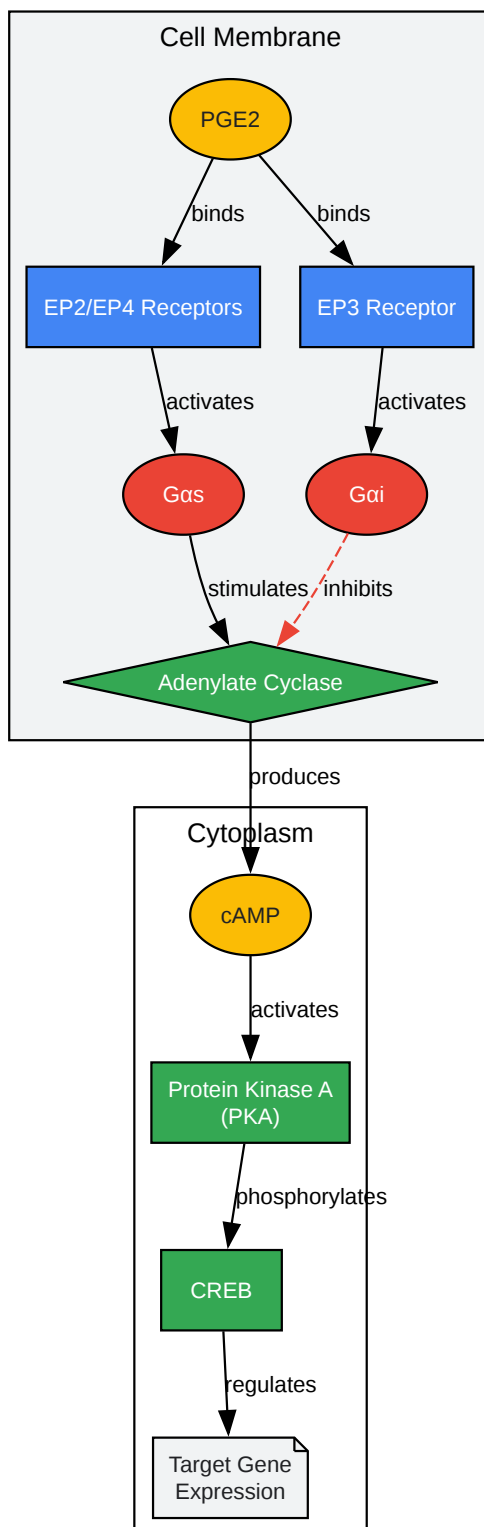 Cell Membrane
PGE2
binds
binds
EP2/EP4 Receptors
EP3 Receptor
activates
activates
Gαs
Gαi
stimulates
inhibits
Adenylate Cyclase
produces
Cytoplasm
cAMP
activates
Protein Kinase A
(PKA)
phosphorylates
CREB
regulates
Target Gene
Expression